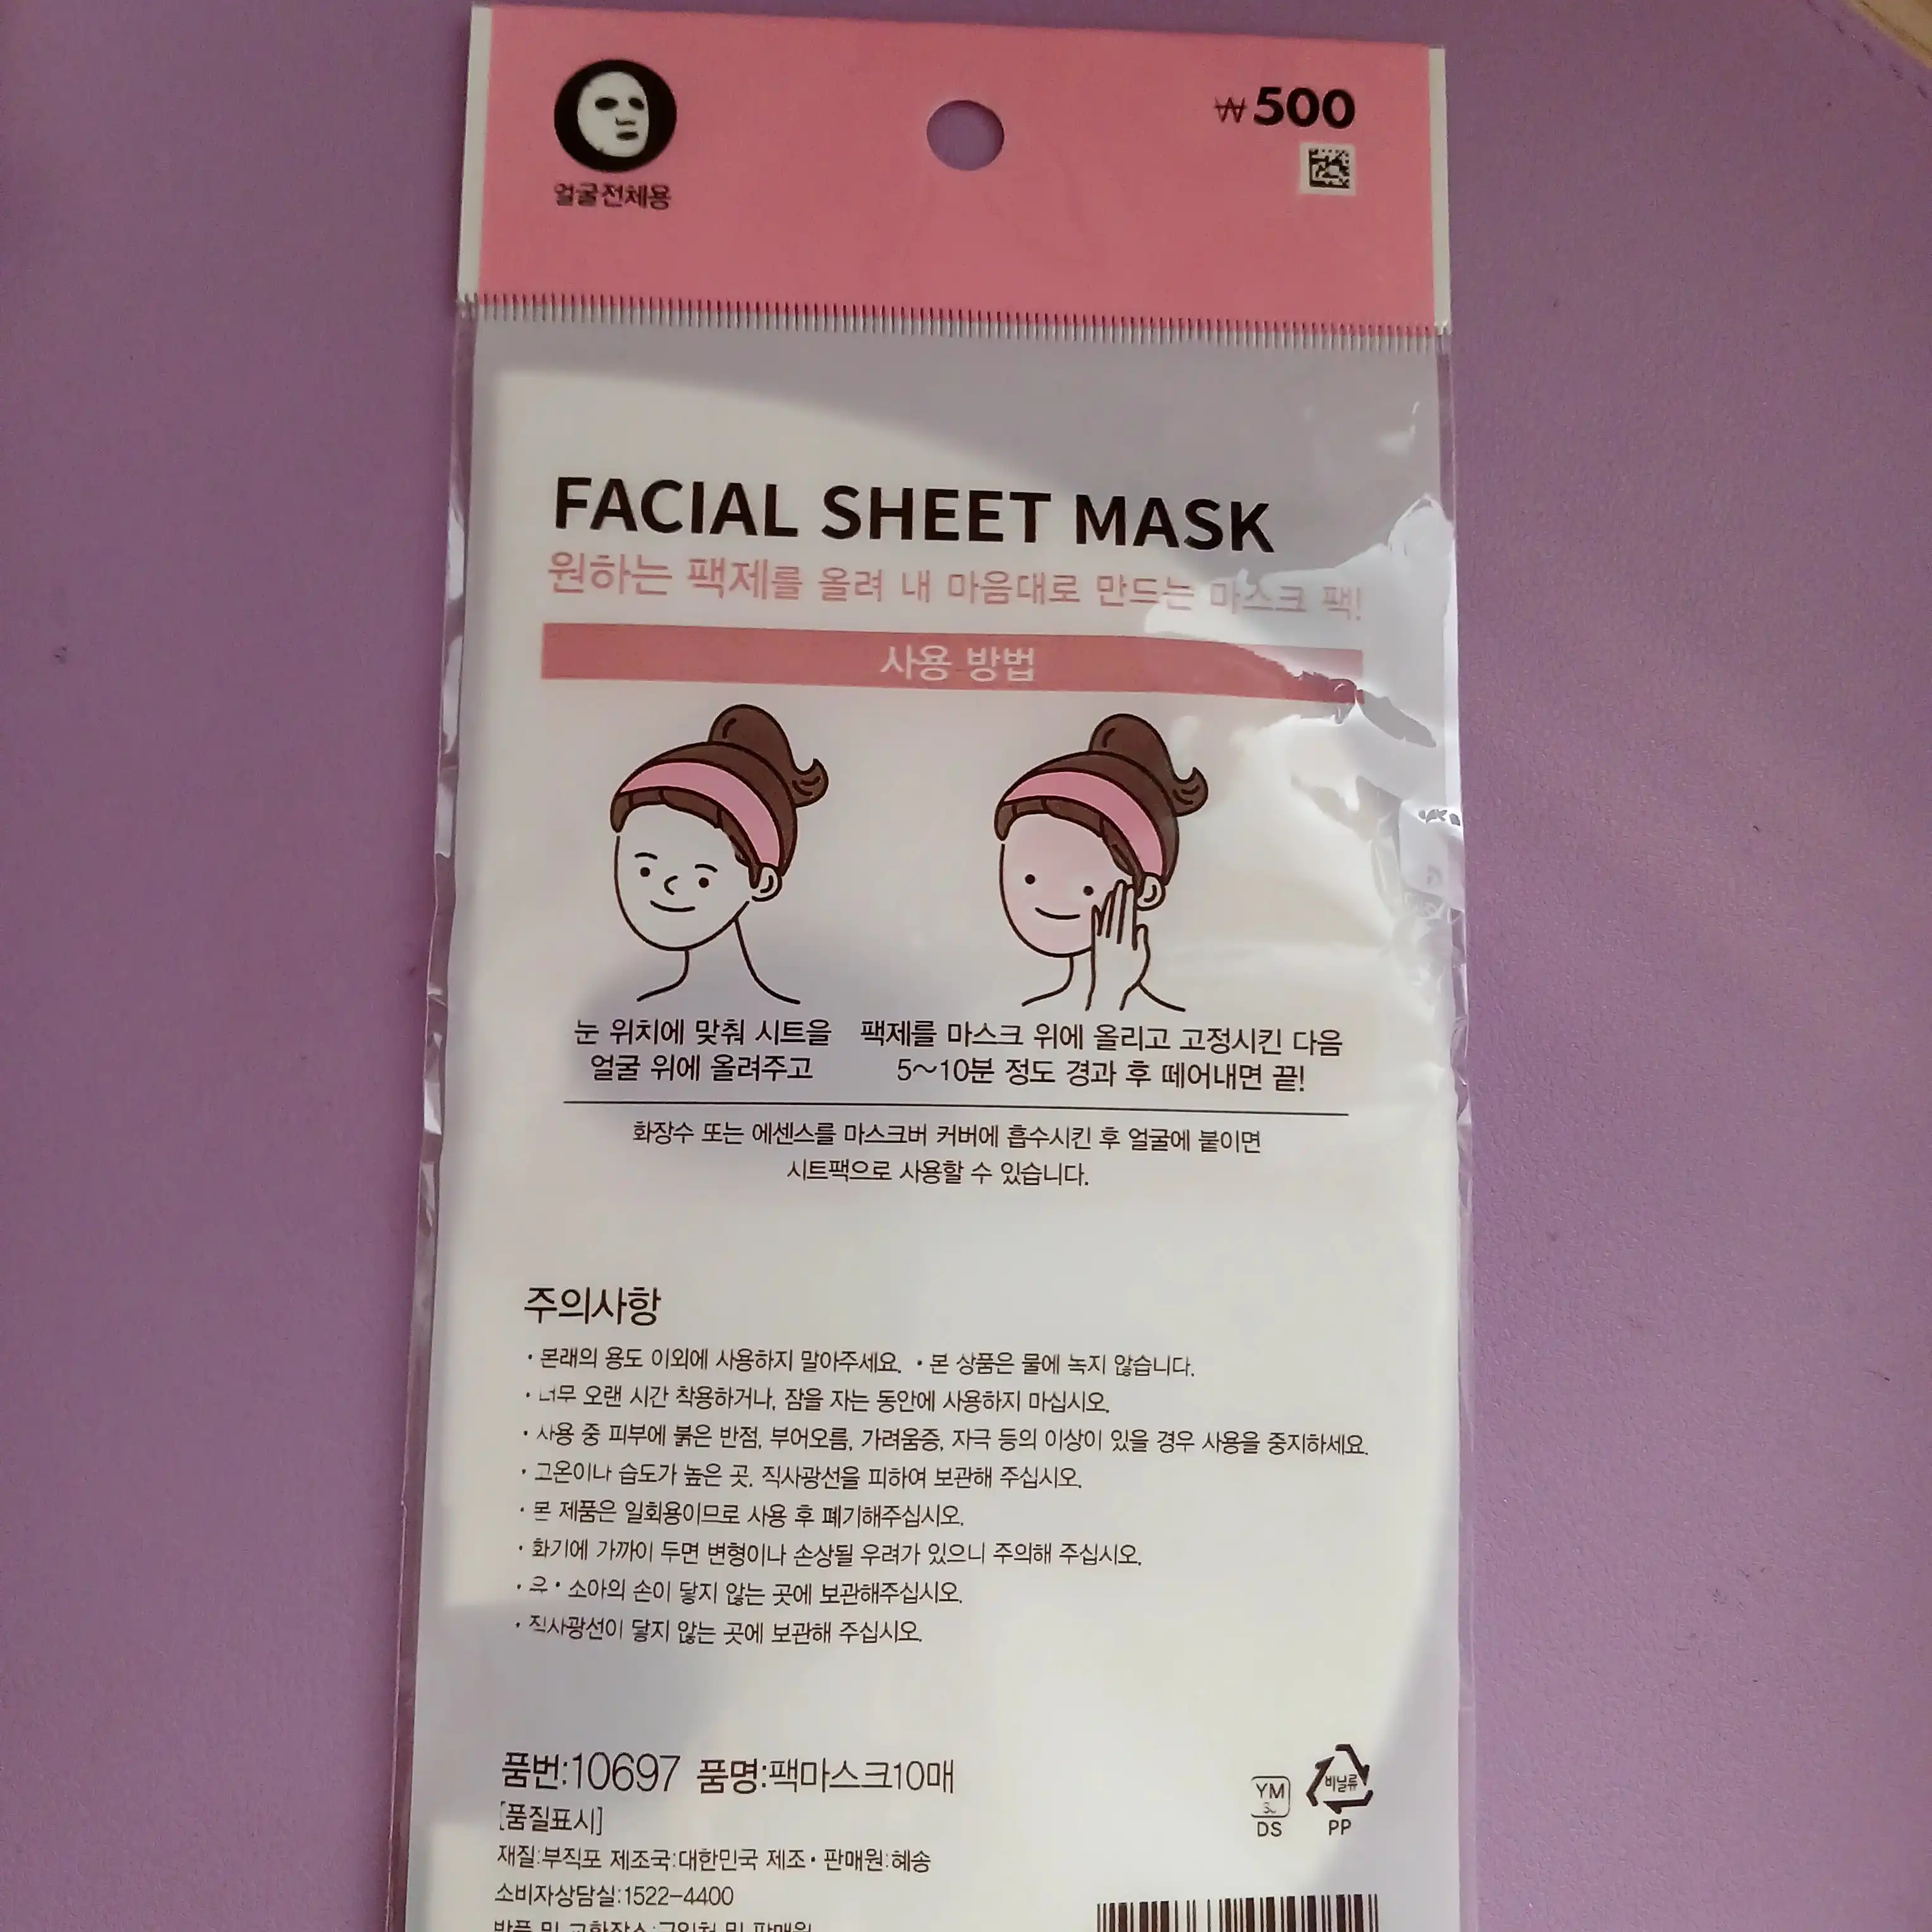 얼굴전체용
₩500
FACIAL SHEET MASK
원하는 팩제를 올려 내 마음대로 만드는 마스크 팩!
사용 방법
눈 위치에 맞춰 시트을
얼굴 위에 올려주고
팩제를 마스크 위에 올리고 고정시킨 다음
5~10분 정도 경과 후 떼어내면 끝!
화장수 또는 에센스를 마스크버 커버에 흡수시킨 후 얼굴에 붙이면
시트팩으로 사용할 수 있습니다.
주의사항
• 본래의 용도 이외에 사용하지 말아주세요. • 본 상품은 물에 녹지 않습니다.
• 너무 오랜 시간 착용하거나, 잠을 자는 동안에 사용하지 마십시오.
• 사용 중 피부에 붉은 반점, 부어오름, 가려움증, 자극 등의 이상이 있을 경우 사용을 중지하세요.
• 고온이나 습도가 높은 곳, 직사광선을 피하여 보관해 주십시오.
• 본 제품은 일회용이므로 사용 후 폐기해주십시오.
• 화기에 가까이 두면 변형이나 손상될 우려가 있으니 주의해 주십시오.
• 유•소아의 손이 닿지 않는 곳에 보관해주십시오.
• 직사광선이 닿지 않는 곳에 보관해 주십시오.
품번:10697 품명:팩마스크10매
[품질표시]
재질:부직포 제조국:대한민국 제조•판매원:혜송
소비자상담실:1522-4400
YM
DS
비닐류
PP